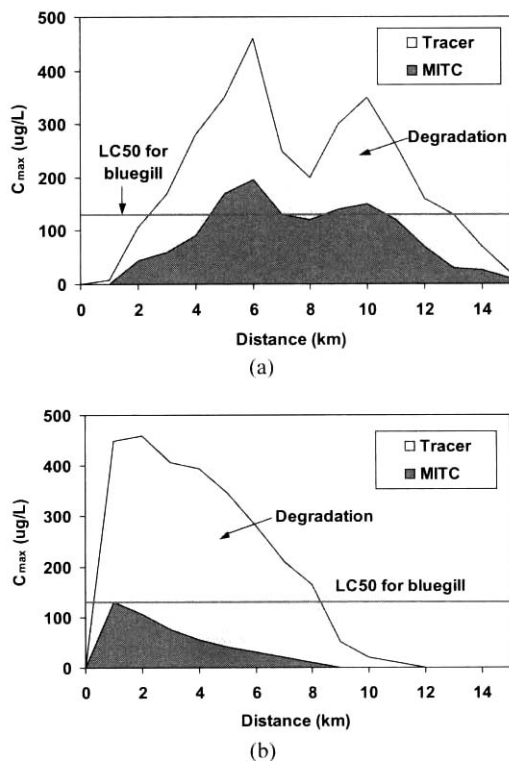 (a)
500
400
300
200
100
0
C_max (ug/L)
Tracer
MITC
LC50 for
bluegill
Degradation
0 2 4 6 8 10 12 14
Distance (km)
(a)
500
400
300
200
100
0
C_max (ug/L)
Tracer
MITC
Degradation
LC50 for bluegill
0 2 4 6 8 10 12 14
Distance (km)
(b)